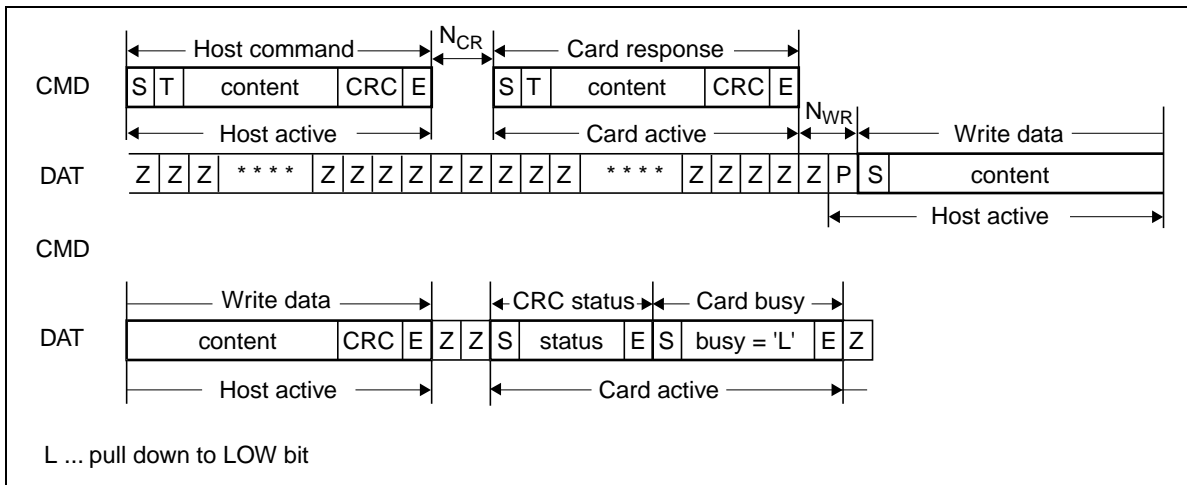 Host command N_CR Card response
CMD S T content CRC E S T content CRC E
Host active Card active N_WR Write data
DAT Z Z Z * * * * Z Z Z Z Z Z Z Z Z * * * * Z Z Z Z Z P S content
Host active
CMD
Write data CRC status Card busy
DAT content CRC E Z Z S status E S busy = 'L' E Z
Host active Card active
L ... pull down to LOW bit